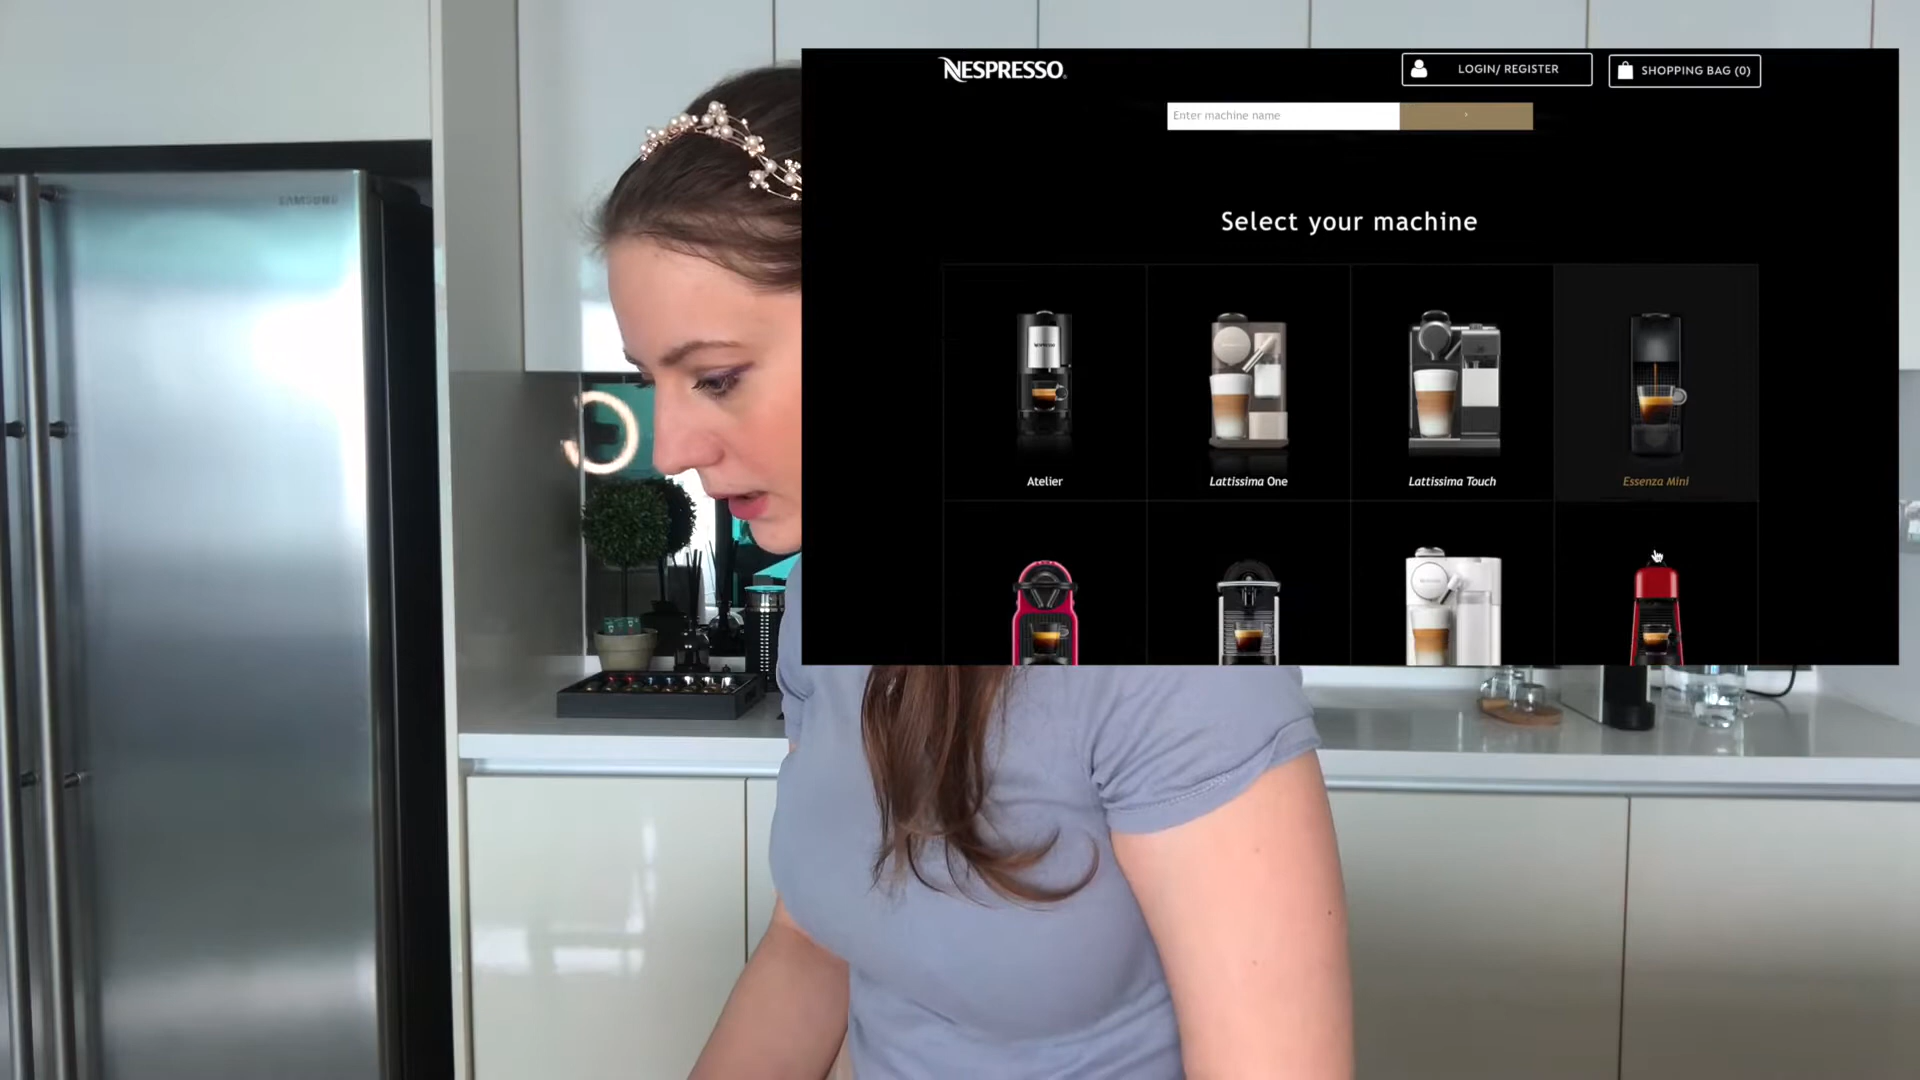 SAMSUNG
NESPRESSO
LOGIN/ REGISTER
SHOPPING BAG (0)
Enter machine name
Select your machine
Atelier
Lattissima One
Lattissima Touch
Essenza Mini